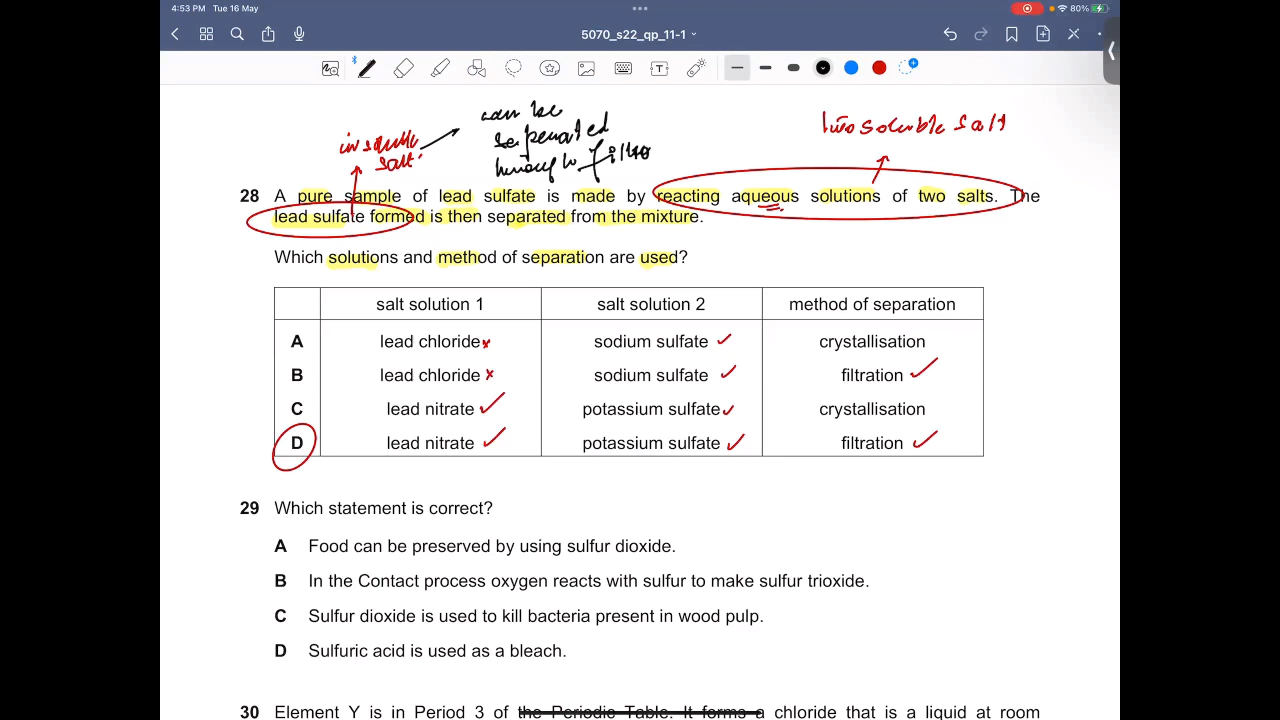 4:53 PM Tue 16 May
80%
5070_s22_qp_11-1
can be
insoluble
salt
separated
two soluble salt
28 A pure sample of lead sulfate is made by reacting aqueous solutions of two salts. The
lead sulfate formed is then separated from the mixture.
Which solutions and method of separation are used?
salt solution 1 salt solution 2 method of separation
A lead chloride sodium sulfate crystallisation
B lead chloride sodium sulfate filtration
C lead nitrate potassium sulfate crystallisation
D lead nitrate potassium sulfate filtration
29 Which statement is correct?
A Food can be preserved by using sulfur dioxide.
B In the Contact process oxygen reacts with sulfur to make sulfur trioxide.
C Sulfur dioxide is used to kill bacteria present in wood pulp.
D Sulfuric acid is used as a bleach.
30 Element Y is in Period 3 of the Periodic Table. It forms a chloride that is a liquid at room